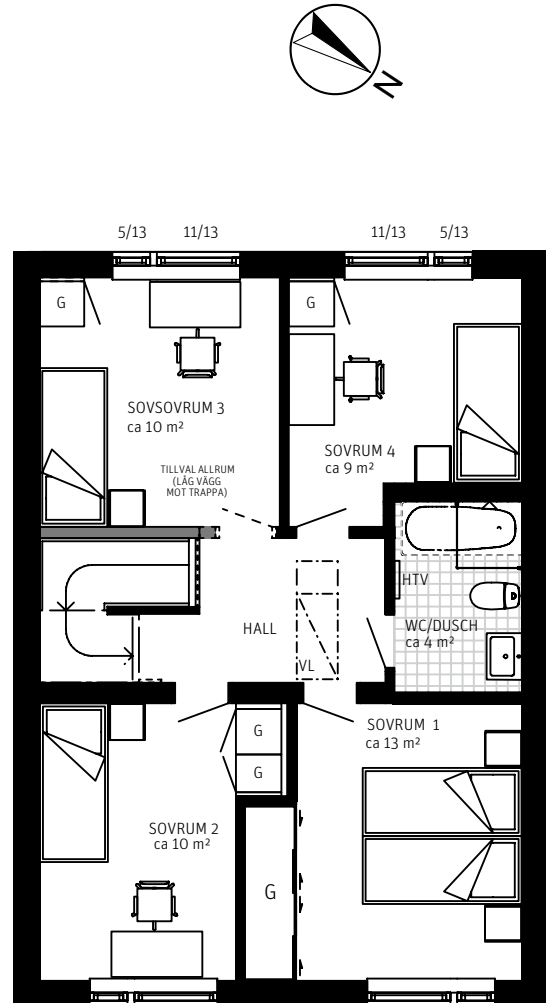 N
5/13 11/13 11/13 5/13
G
G
SOVSOVRUM 3
ca 10 m²
SOVRUM 4
ca 9 m²
TILLVAL ALLRUM
(LÅG VÄGG
MOT TRAPPA)
HTV
HALL
WC/DUSCH
ca 4 m²
VL
SOVRUM 1
ca 13 m²
G
G
SOVRUM 2
ca 10 m²
G